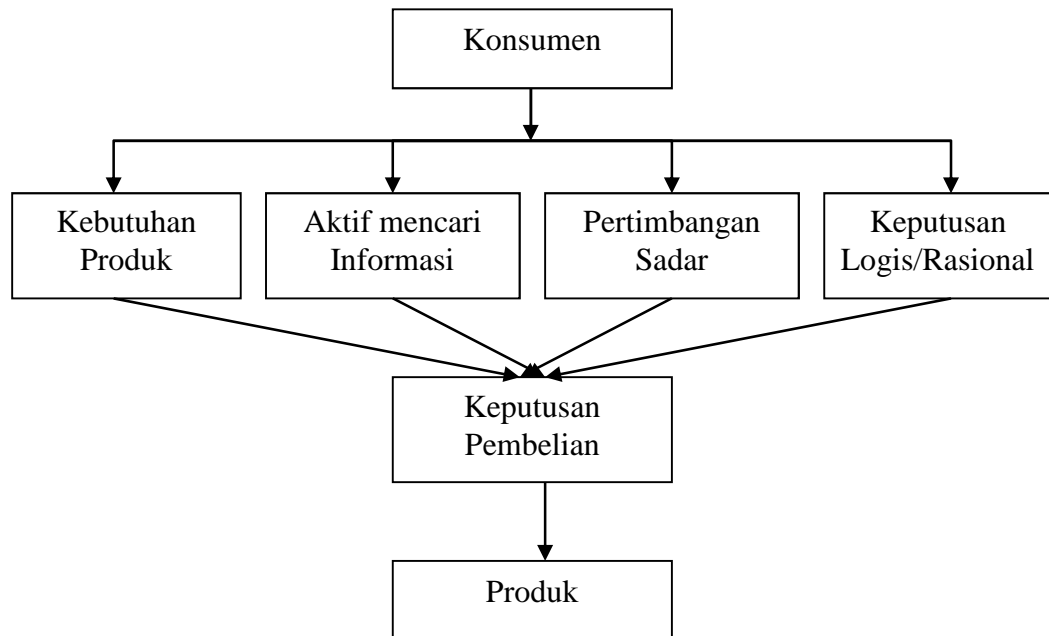 Konsumen
Kebutuhan
Produk
Aktif mencari
Informasi
Pertimbangan
Sadar
Keputusan
Logis/Rasional
Keputusan
Pembelian
Produk